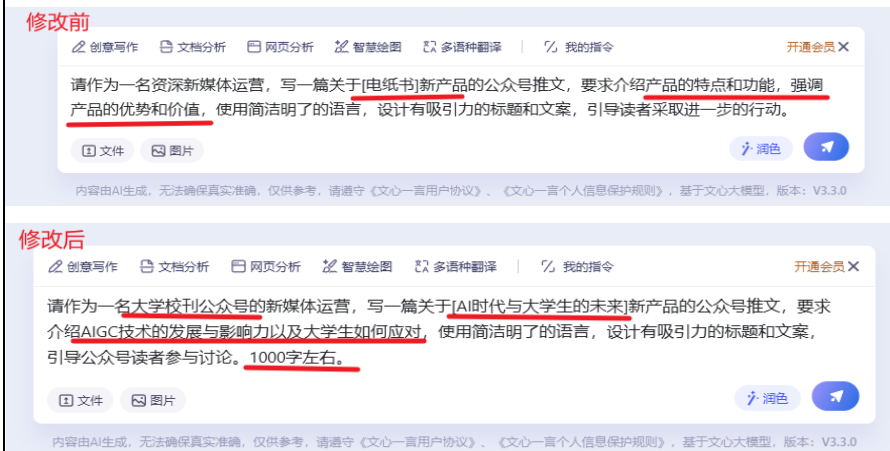 修改前
创意写作 文档分析 网页分析 智慧绘图 多语种翻译 我的指令 开通会员
请作为一名资深新媒体运营，写一篇关于[电纸书]新产品的公众号推文，要求介绍产品的特点和功能，强调
产品的优势和价值，使用简洁明了的语言，设计有吸引力的标题和文案，引导读者采取进一步的行动。
文件 图片 润色
内容由AI生成，无法确保真实准确，仅供参考，请遵守《文心一言用户协议》、《文心一言个人信息保护规则》，基于文心大模型，版本：V3.3.0
修改后
创意写作 文档分析 网页分析 智慧绘图 多语种翻译 我的指令 开通会员
请作为一名大学校刊公众号的新媒体运营，写一篇关于[AI时代与大学生的未来]新产品的公众号推文，要求
介绍AIGC技术的发展与影响力以及大学生如何应对，使用简洁明了的语言，设计有吸引力的标题和文案，
引导公众号读者参与讨论。1000字左右。
文件 图片 润色
内容由AI生成，无法确保真实准确，仅供参考，请遵守《文心一言用户协议》、《文心一言个人信息保护规则》，基于文心大模型，版本：V3.3.0